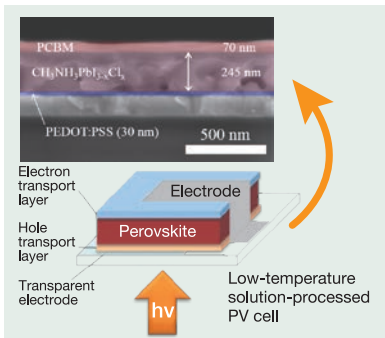 PCBM
70 nm
CH₃NH₃PbI₃₋ₓClₓ
245 nm
PEDOT:PSS (30 nm)
500 nm
Electron
transport
layer
Electrode
Perovskite
Hole
transport
layer
Transparent
electrode
hv
Low-temperature
solution-processed
PV cell